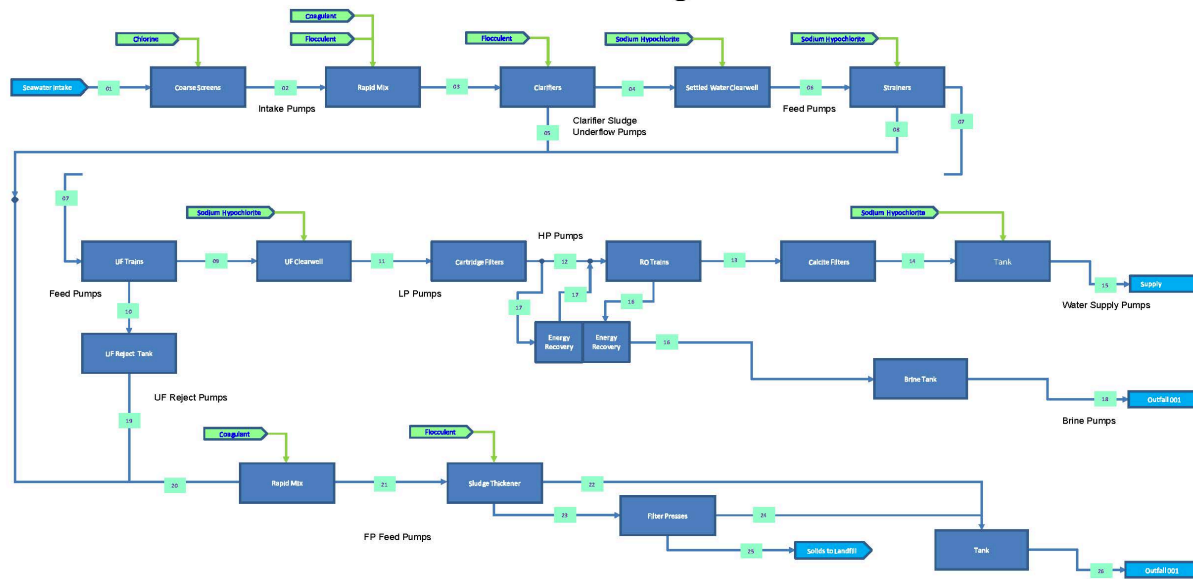 Coagulant
Chlorine
Flocculent
Flocculent
Sodium Hypochlorite
Sodium Hypochlorite
Seawater Intake
01
Coarse Screens
02
Rapid Mix
03
Clarifiers
04
Settled Water Clearwell
06
Strainers
Intake Pumps
Clarifier Sludge
Underflow Pumps
Feed Pumps
05
08
07
07
Sodium Hypochlorite
Sodium Hypochlorite
HP Pumps
UF Trains
09
UF Clearwell
11
Cartridge Filters
12
RO Trains
13
Calcite Filters
14
Tank
15
Supply
Feed Pumps
LP Pumps
Water Supply Pumps
10
17
17
16
UF Reject Tank
Energy
Recovery
Energy
Recovery
16
Brine Tank
18
Outfall 001
UF Reject Pumps
Brine Pumps
19
Coagulant
Flocculent
20
Rapid Mix
21
Sludge Thickener
22
23
Filter Presses
24
FP Feed Pumps
25
Solids to Landfill
Tank
26
Outfall 001